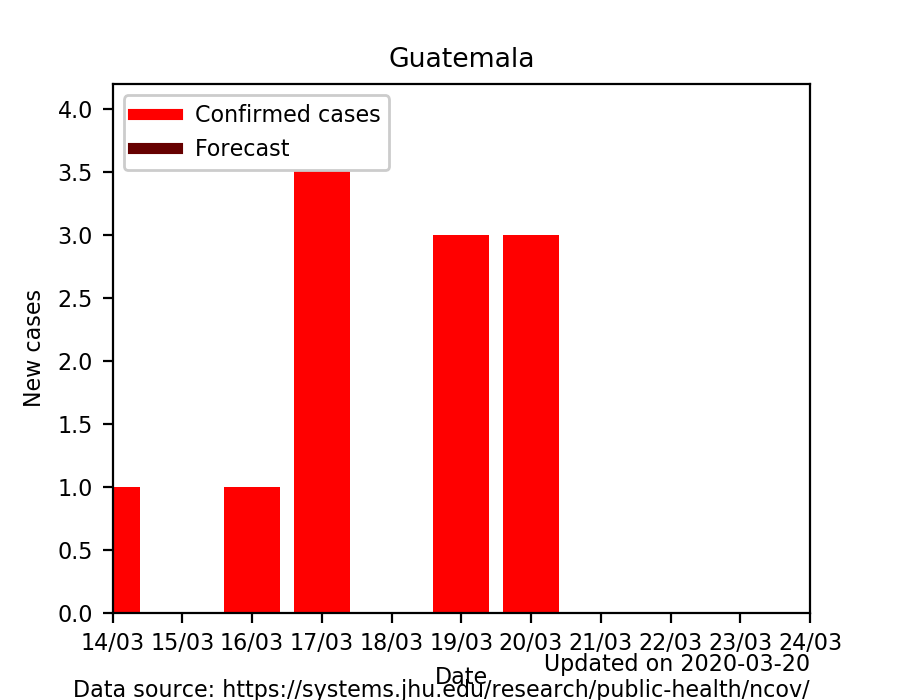 Guatemala
Confirmed cases
Forecast
4.0
3.5
3.0
2.5
2.0
1.5
1.0
0.5
0.0
New cases
14/03 15/03 16/03 17/03 18/03 19/03 20/03 21/03 22/03 23/03 24/03
Updated on 2020-03-20
Date
Data source: https://systems.jhu.edu/research/public-health/ncov/